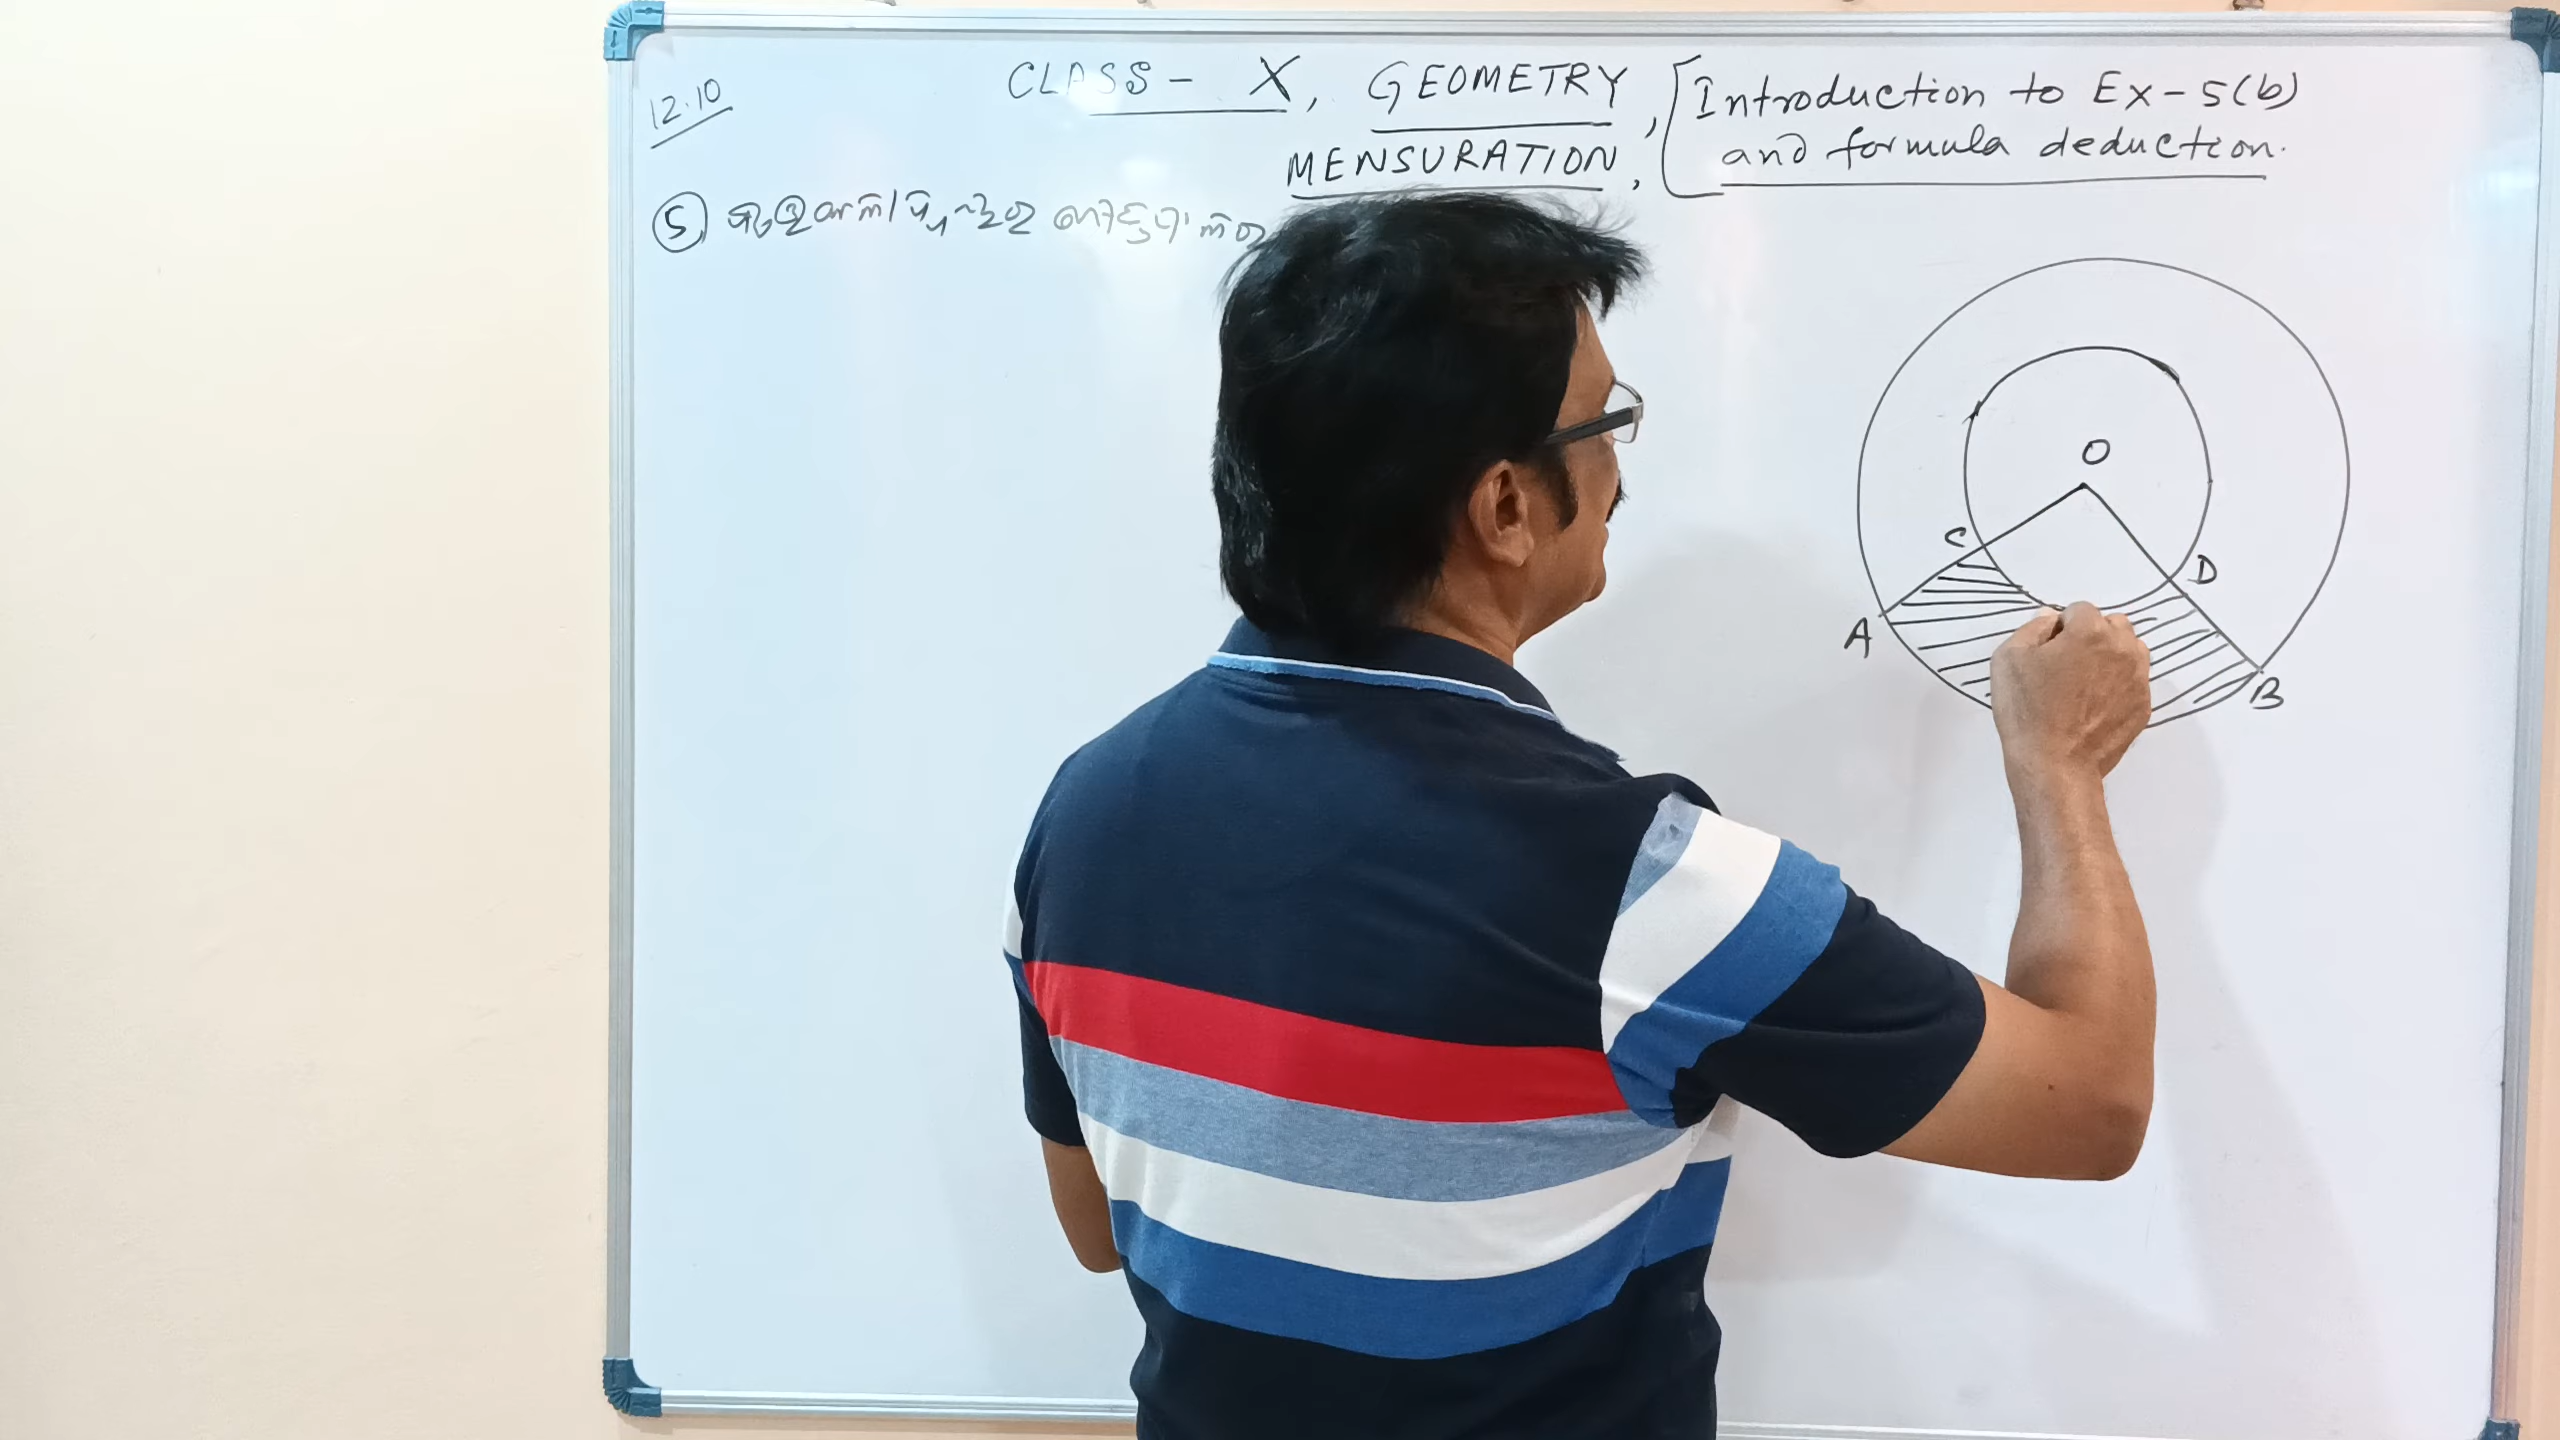 12.10
CLASS - X, GEOMETRY
MENSURATION,
Introduction to Ex - 5(b)
and formula deduction.
5
O
C
D
A
B